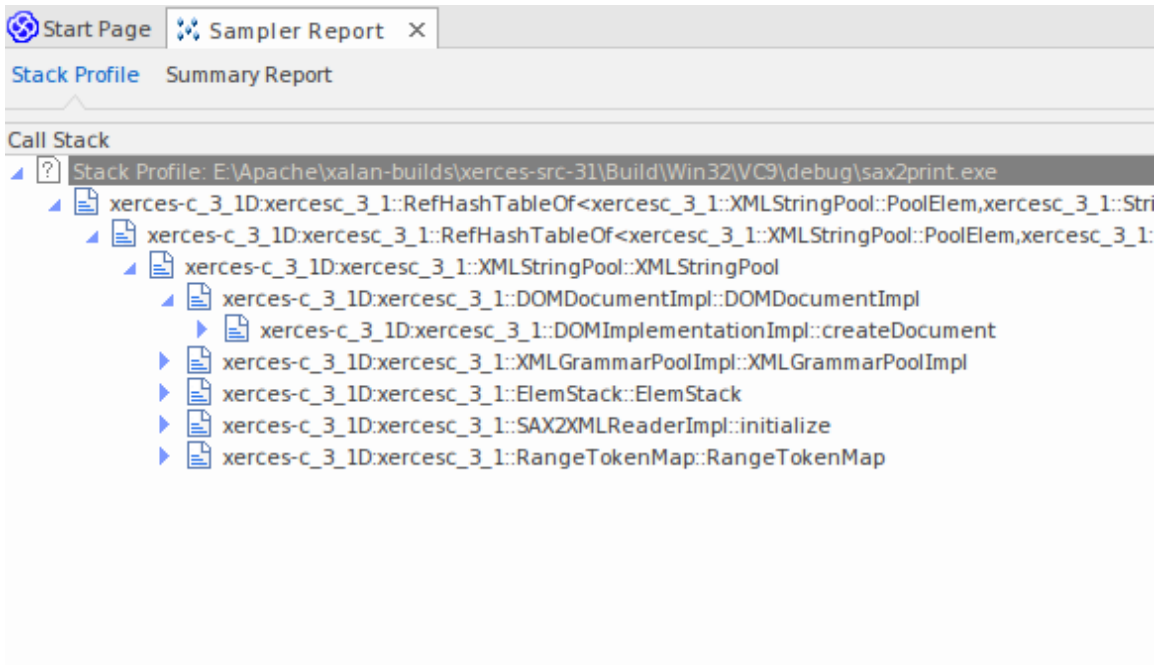 Start Page Sampler Report
Stack Profile Summary Report
Call Stack
Stack Profile: E:\Apache\xalan-builds\xerces-src-31\Build\Win32\VC9\debug\sax2print.exe
xerces-c_3_1D:xercesc_3_1::RefHashTableOf<xercesc_3_1::XMLStringPool::PoolElem,xercesc_3_1::Stri
xerces-c_3_1D:xercesc_3_1::RefHashTableOf<xercesc_3_1::XMLStringPool::PoolElem,xercesc_3_1:
xerces-c_3_1D:xercesc_3_1::XMLStringPool::XMLStringPool
xerces-c_3_1D:xercesc_3_1::DOMDocumentImpl::DOMDocumentImpl
xerces-c_3_1D:xercesc_3_1::DOMImplementationImpl::createDocument
xerces-c_3_1D:xercesc_3_1::XMLGrammarPoolImpl::XMLGrammarPoolImpl
xerces-c_3_1D:xercesc_3_1::ElemStack::ElemStack
xerces-c_3_1D:xercesc_3_1::SAX2XMLReaderImpl::initialize
xerces-c_3_1D:xercesc_3_1::RangeTokenMap::RangeTokenMap